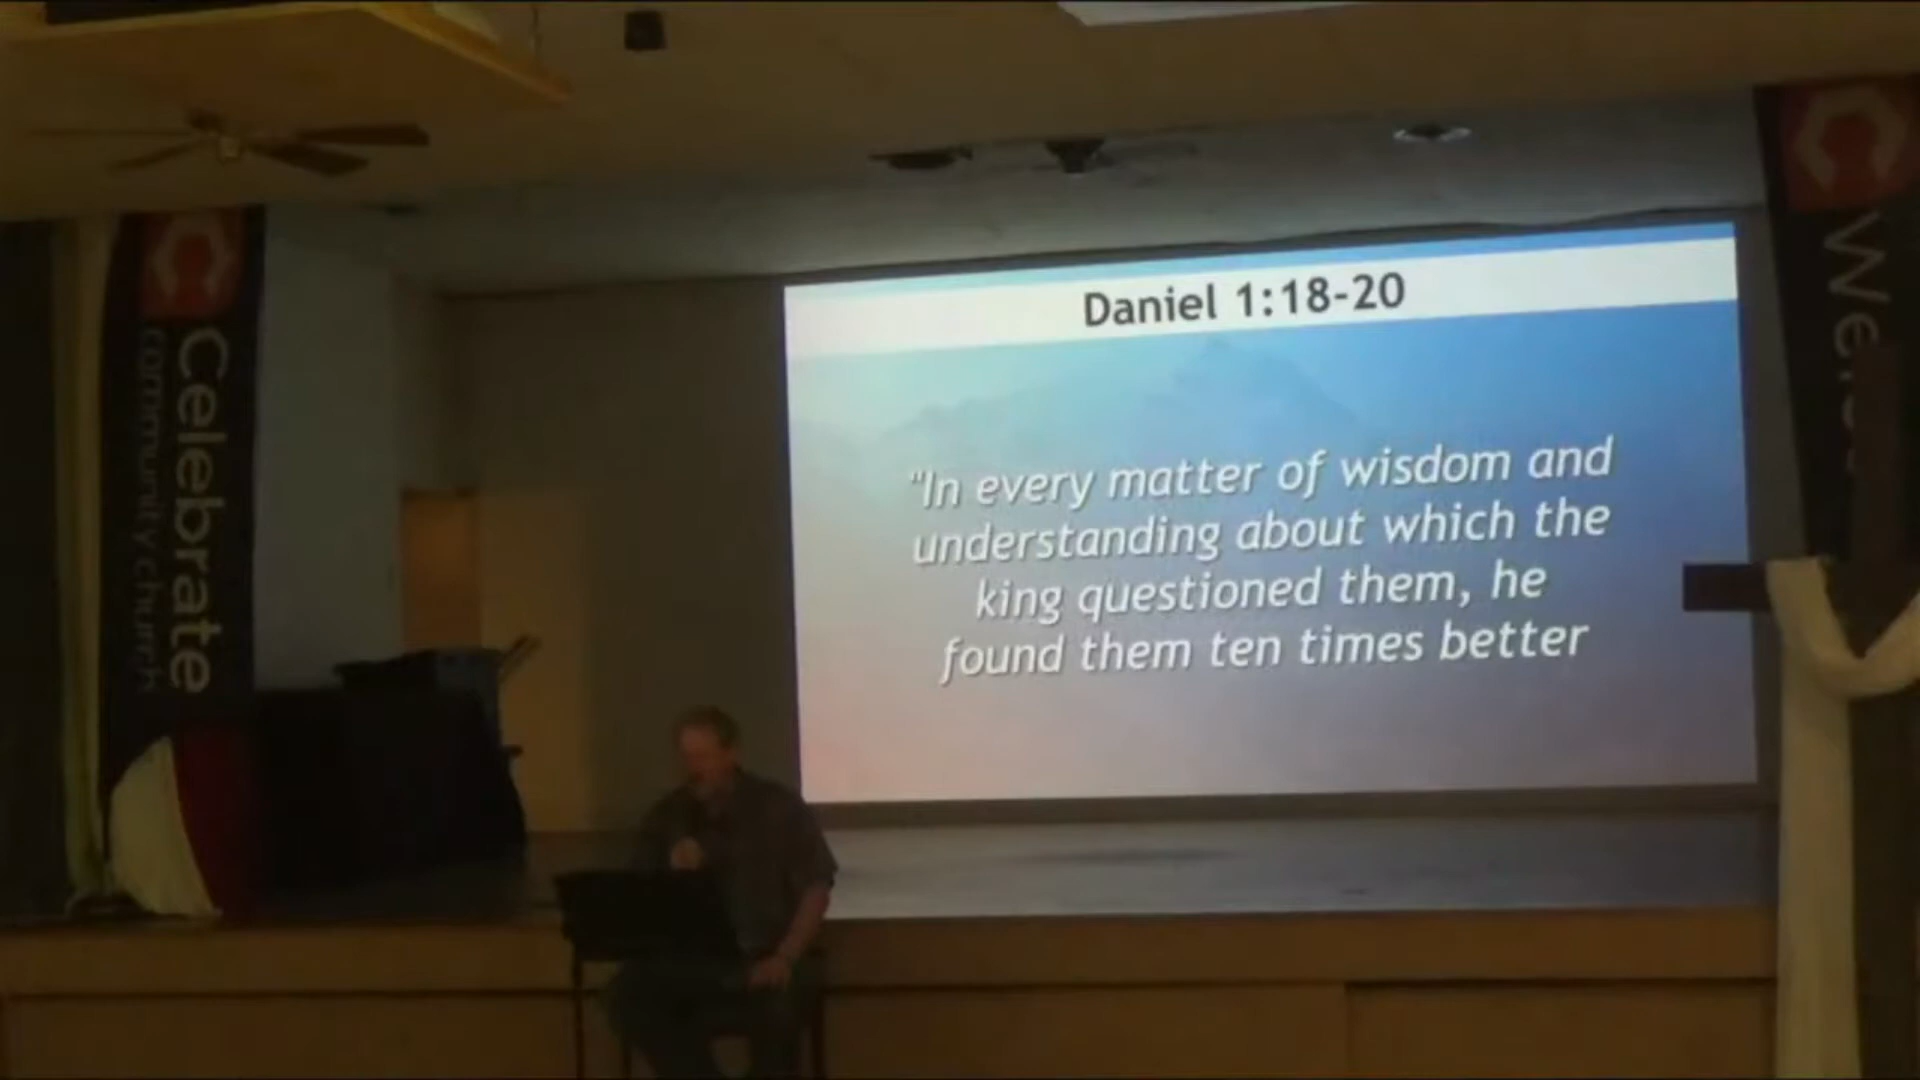 Celebrate
community church
Daniel 1:18-20
"In every matter of wisdom and
understanding about which the
king questioned them, he
found them ten times better